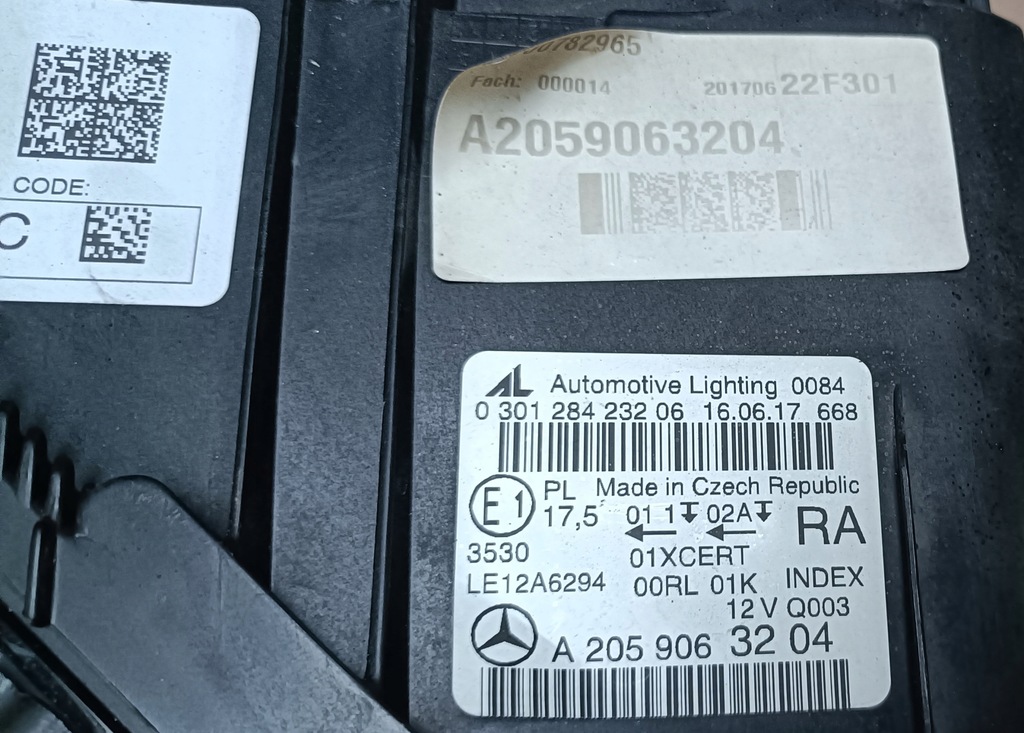 CODE:
C
782965
Fach: 000014 201706 22F301
A2059063204
AL Automotive Lighting 0084
0 301 284 232 06 16.06.17 668
E1 PL Made in Czech Republic
17,5 01 1 02A RA
3530 01XCERT
LE12A6294 00RL 01K INDEX
12 V Q003
A 205 906 32 04